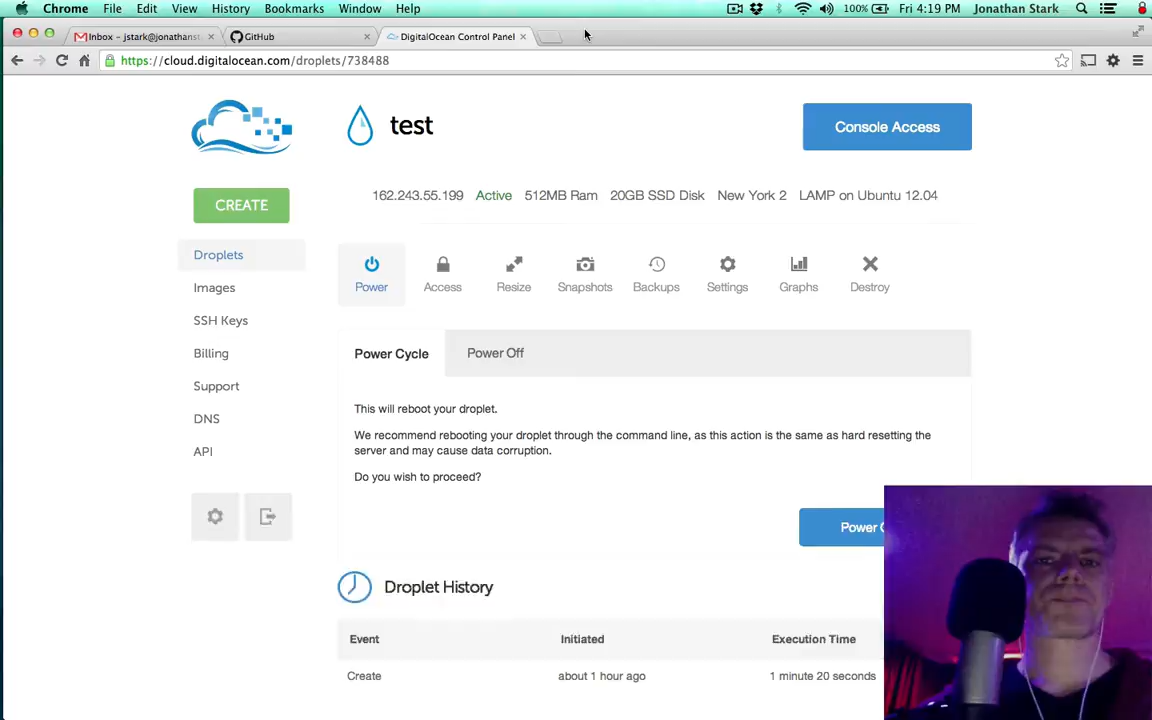 Chrome File Edit View History Bookmarks Window Help 100% Fri 4:19 PM Jonathan Stark
Inbox - jstark@jonathanst
GitHub
DigitalOcean Control Panel
https://cloud.digitalocean.com/droplets/738488
test
Console Access
162.243.55.199 Active 512MB Ram 20GB SSD Disk New York 2 LAMP on Ubuntu 12.04
CREATE
Droplets
Images
SSH Keys
Billing
Support
DNS
API
Power Access Resize Snapshots Backups Settings Graphs Destroy
Power Cycle Power Off
This will reboot your droplet.
We recommend rebooting your droplet through the command line, as this action is the same as hard resetting the
server and may cause data corruption.
Do you wish to proceed?
Power
Droplet History
Event Initiated Execution Time
Create about 1 hour ago 1 minute 20 seconds